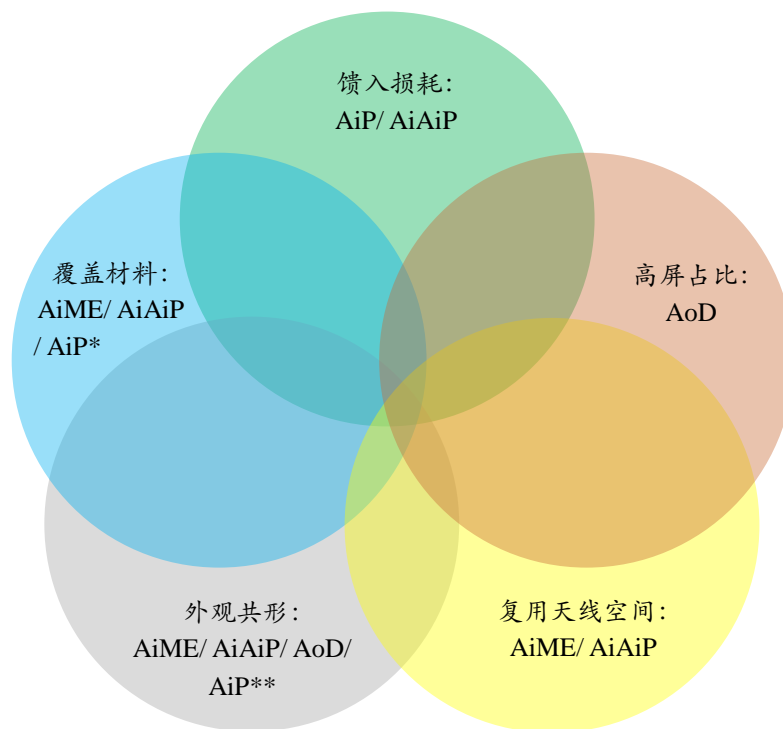 馈入损耗：
AiP/ AiAiP
覆盖材料：
AiME/ AiAiP
/ AiP*
高屏占比：
AoD
外观共形：
AiME/ AiAiP/ AoD/
AiP**
复用天线空间：
AiME/ AiAiP